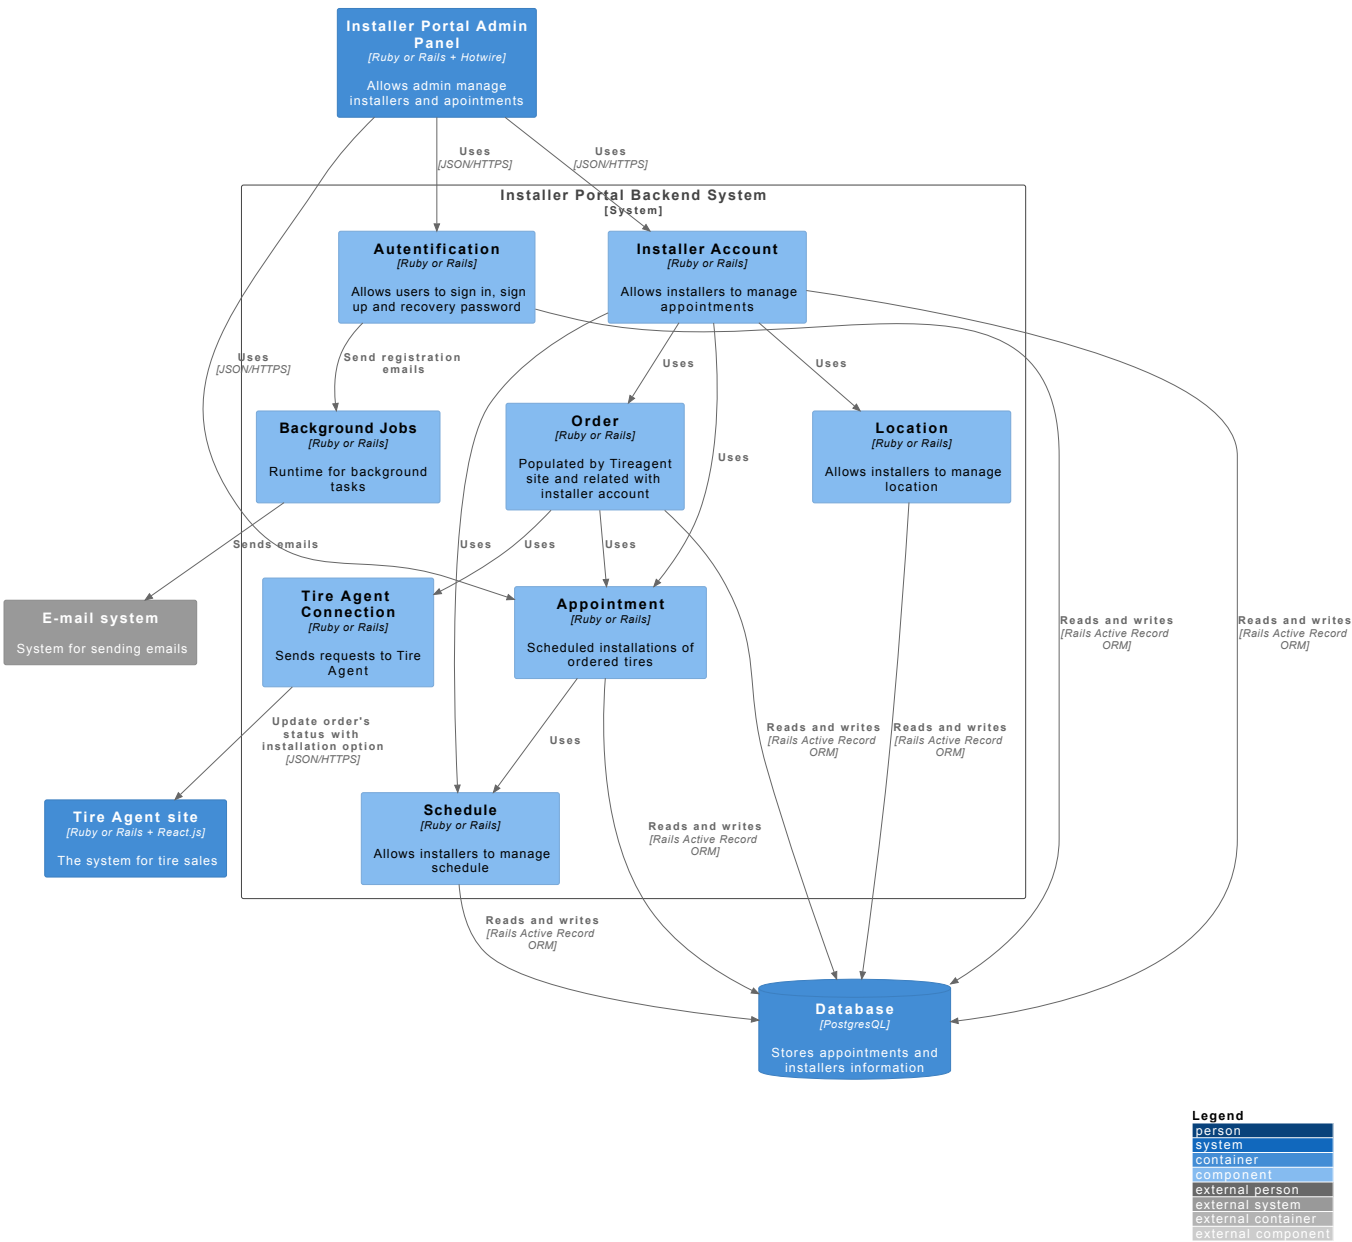 Installer Portal Admin
Panel
[Ruby or Rails + Hotwire]
Allows admin manage
installers and apointments
Uses
[JSON/HTTPS]
Uses
[JSON/HTTPS]
Installer Portal Backend System
[System]
Autentification
[Ruby or Rails]
Allows users to sign in, sign
up and recovery password
Installer Account
[Ruby or Rails]
Allows installers to manage
appointments
Uses
[JSON/HTTPS]
Send registration
emails
Uses
Uses
Background Jobs
[Ruby or Rails]
Runtime for background
tasks
Order
[Ruby or Rails]
Populated by Tireagent
site and related with
installer account
Uses
Location
[Ruby or Rails]
Allows installers to manage
location
Sends emails
Uses
Uses
Uses
E-mail system
System for sending emails
Tire Agent
Connection
[Ruby or Rails]
Sends requests to Tire
Agent
Appointment
[Ruby or Rails]
Scheduled installations of
ordered tires
Reads and writes
[Rails Active Record
ORM]
Reads and writes
[Rails Active Record
ORM]
Update order's
status with
installation option
[JSON/HTTPS]
Uses
Reads and writes
[Rails Active Record
ORM]
Reads and writes
[Rails Active Record
ORM]
Tire Agent site
[Ruby or Rails + React.js]
The system for tire sales
Schedule
[Ruby or Rails]
Allows installers to manage
schedule
Reads and writes
[Rails Active Record
ORM]
Reads and writes
[Rails Active Record
ORM]
Database
[PostgresQL]
Stores appointments and
installers information
Legend
person
system
container
component
external person
external system
external container
external component